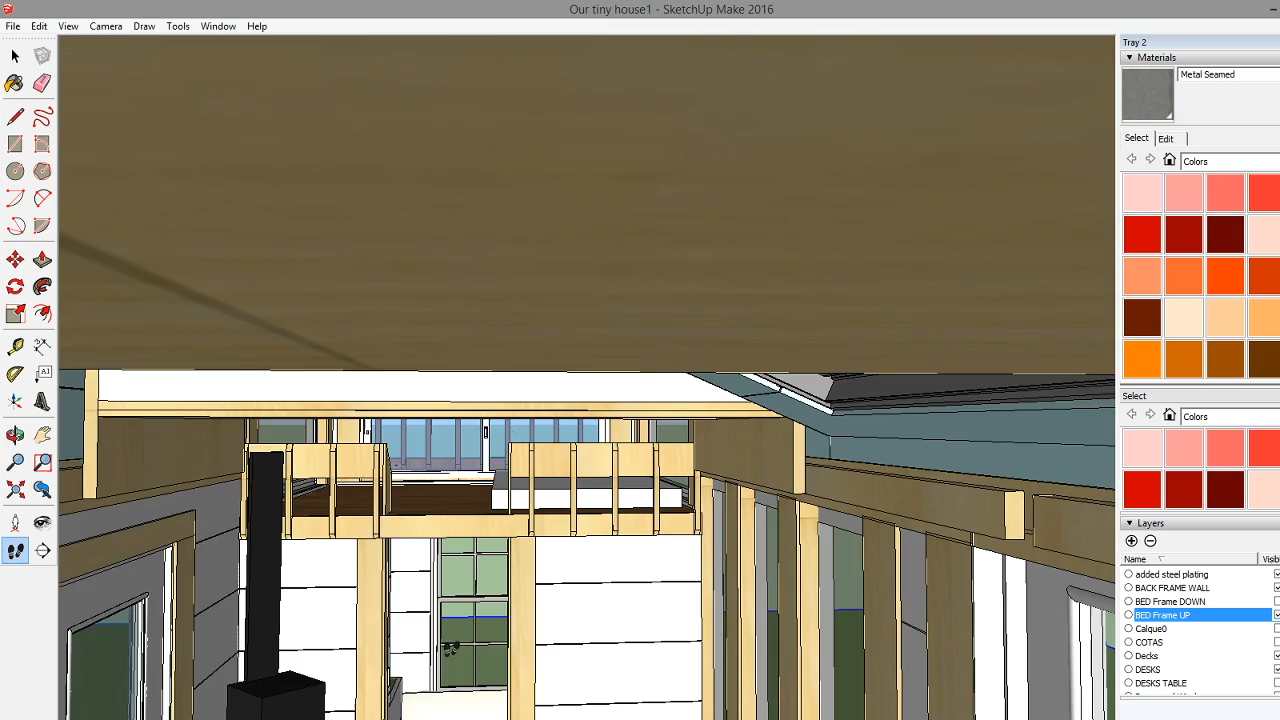 Our tiny house1 - SketchUp Make 2016
File Edit View Camera Draw Tools Window Help
Tray 2
Materials
Metal Seamed
Select Edit
Colors
A1
Select
Colors
Layers
Name Visibl
added steel plating
BACK FRAME WALL
BED Frame DOWN
BED Frame UP
Calque0
COTAS
Decks
DESKS
DESKS TABLE